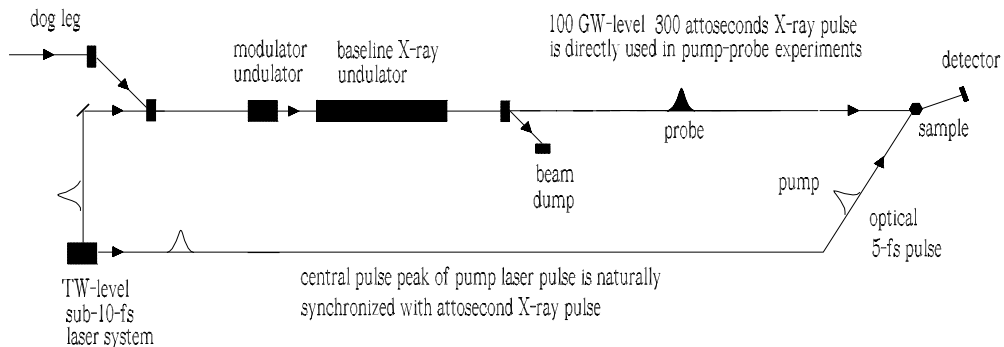 dog leg
modulator
undulator
baseline X-ray
undulator
100 GW-level 300 attoseconds X-ray pulse
is directly used in pump-probe experiments
detector
probe
sample
beam
dump
pump
optical
5-fs pulse
TW-level
sub-10-fs
laser system
central pulse peak of pump laser pulse is naturally
synchronized with attosecond X-ray pulse